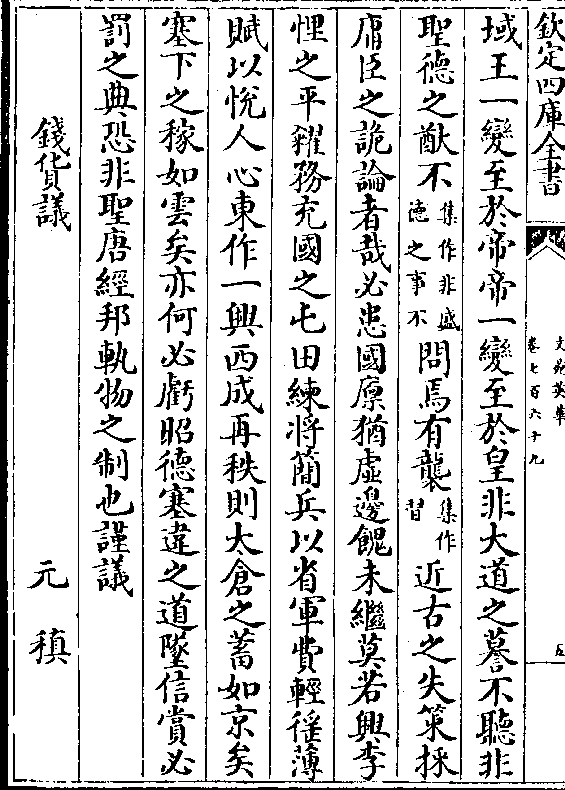 欽定四庫全書
文苑英華
卷七百六十九
域王一變至於帝帝一變至於皇非大道之謩不聽非
聖德之猷不集作非盛德之事不問焉有襲集作習近古之失策採
庸臣之詭論者哉必患國廩猶虛邊餽未繼莫若興李
悝之平糴務充國之屯田練將簡兵以省軍費輕徭薄
賦以悅人心東作一興西成再秩則太倉之蓄如京矣
塞下之稼如雲矣亦何必虧昭德塞違之道墜信賞必
罰之典恐非聖唐經邦軌物之制也謹議
錢貨議 元稹